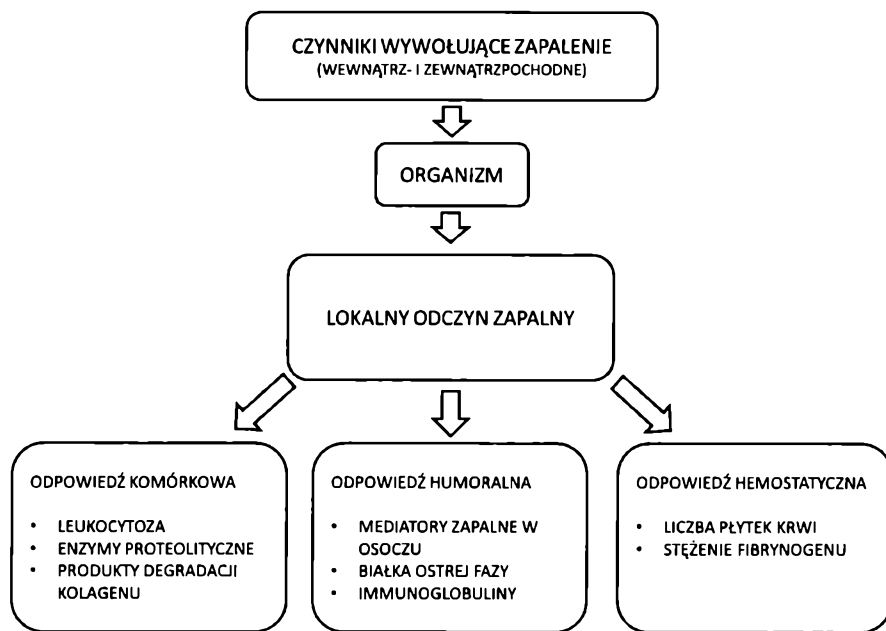 CZYNNIKI WYWOŁUJĄCE ZAPALENIE
(WEWNĄTRZ- I ZEWNĄTRZPOCHODNE)
ORGANIZM
LOKALNY ODCZYN ZAPALNY
ODPOWIEDŹ KOMÓRKOWA
• LEUKOCYTOZA
• ENZYMY PROTEOLITYCZNE
• PRODUKTY DEGRADACJI
KOLAGENU
ODPOWIEDŹ HUMORALNA
• MEDIATORY ZAPALNE W
OSOCZU
• BIAŁKA OSTREJ FAZY
• IMMUNOGLOBULINY
ODPOWIEDŹ HEMOSTATYCZNA
• LICZBA PŁYTEK KRWI
• STĘŻENIE FIBRYNOGENU